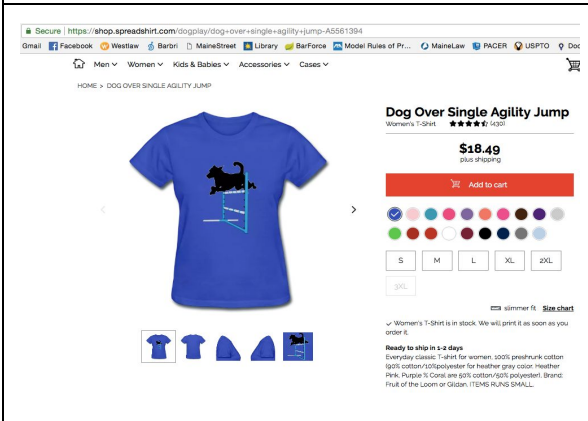 Secure | https://shop.spreadshirt.com/dogplay/dog+over+single+agility+jump-A5561394
Gmail Facebook Westlaw Barbri MaineStreet Library BarForce Model Rules of Pr... MaineLaw PACER USPTO Doc
Men Women Kids & Babies Accessories Cases
HOME > DOG OVER SINGLE AGILITY JUMP
Dog Over Single Agility Jump
Women's T-Shirt ★★★★⯪ (430)
$18.49
plus shipping
Add to cart
S M L XL 2XL
3XL
slimmer fit Size chart
✓ Women's T-Shirt is in stock. We will print it as soon as you
order it.
Ready to ship in 1-2 days
Everyday classic T-shirt for women, 100% preshrunk cotton
(90% cotton/10%polyester for heather gray color. Heather
Pink, Purple % Coral are 50% cotton/50% polyester). Brand:
Fruit of the Loom or Gildan. ITEMS RUNS SMALL.